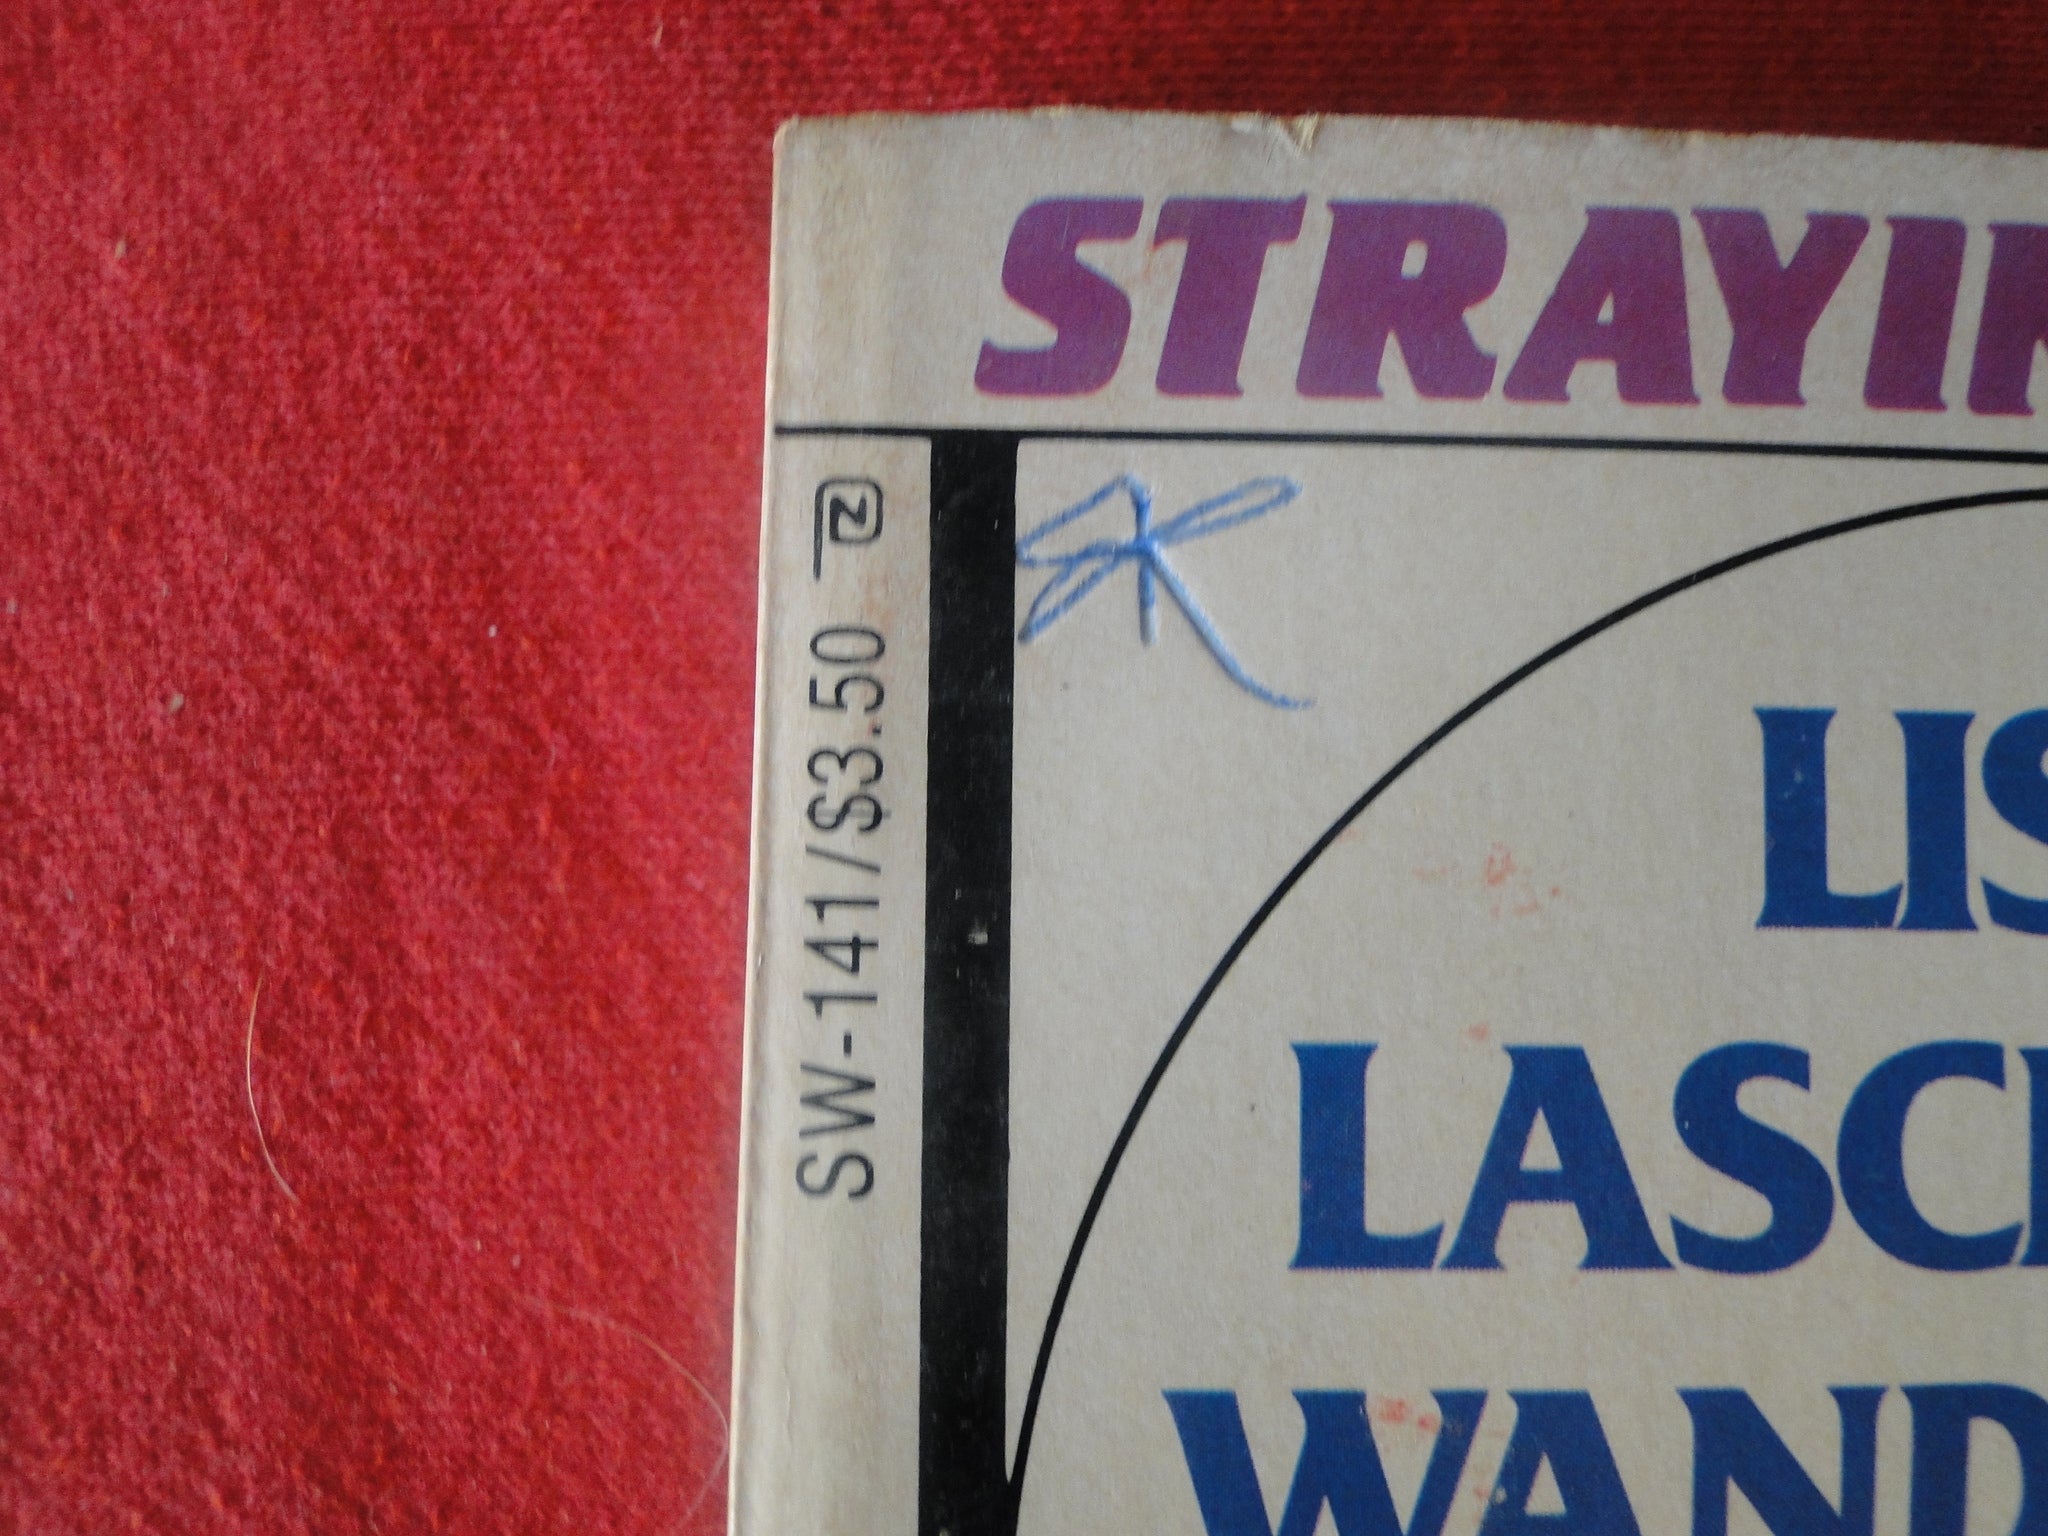 STRAYIN
SW-141/$3.50
LIS
LASC
WAND